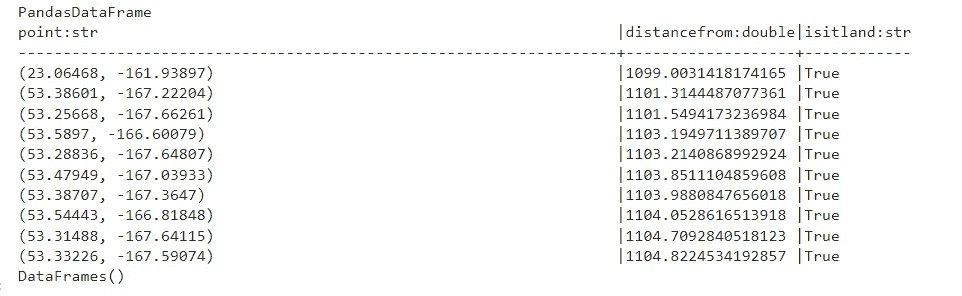 PandasDataFrame
point:str |distancefrom:double|isitland:str
----------------------------------------------------------------------+-------------------+------------
(23.06468, -161.93897) |1099.0031418174165 |True
(53.38601, -167.22204) |1101.3144487077361 |True
(53.25668, -167.66261) |1101.5494173236984 |True
(53.5897, -166.60079) |1103.1949711389707 |True
(53.28836, -167.64807) |1103.2140868992924 |True
(53.47949, -167.03933) |1103.8511104859608 |True
(53.38707, -167.3647) |1103.9880847656018 |True
(53.54443, -166.81848) |1104.0528616513918 |True
(53.31488, -167.64115) |1104.7092840518123 |True
(53.33226, -167.59074) |1104.8224534192857 |True
DataFrames()